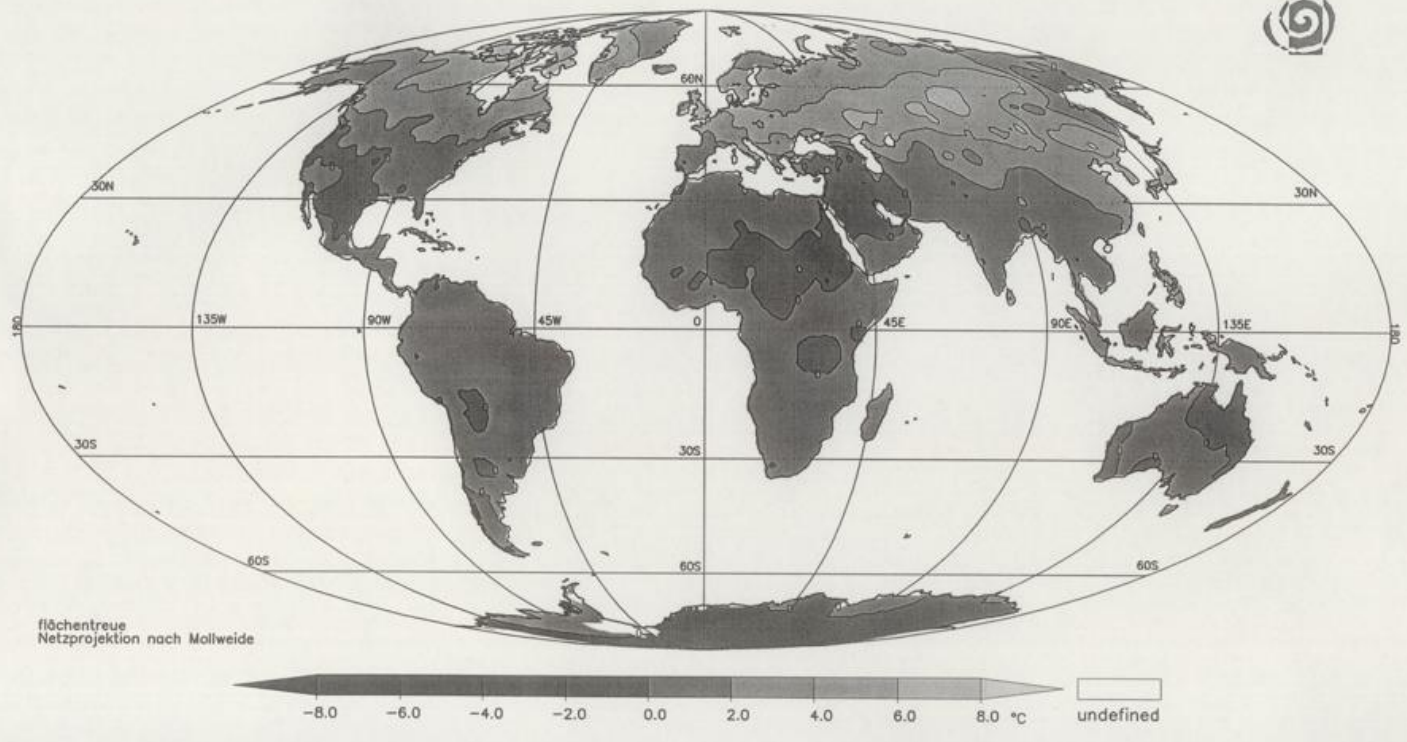 60N
30N
30N
180
135W
90W
45W
0
45E
90E
135E
180
30S
30S
30S
60S
60S
60S
flächentreue
Netzprojektion nach Mollweide
-8.0 -6.0 -4.0 -2.0 0.0 2.0 4.0 6.0 8.0 °C
undefined